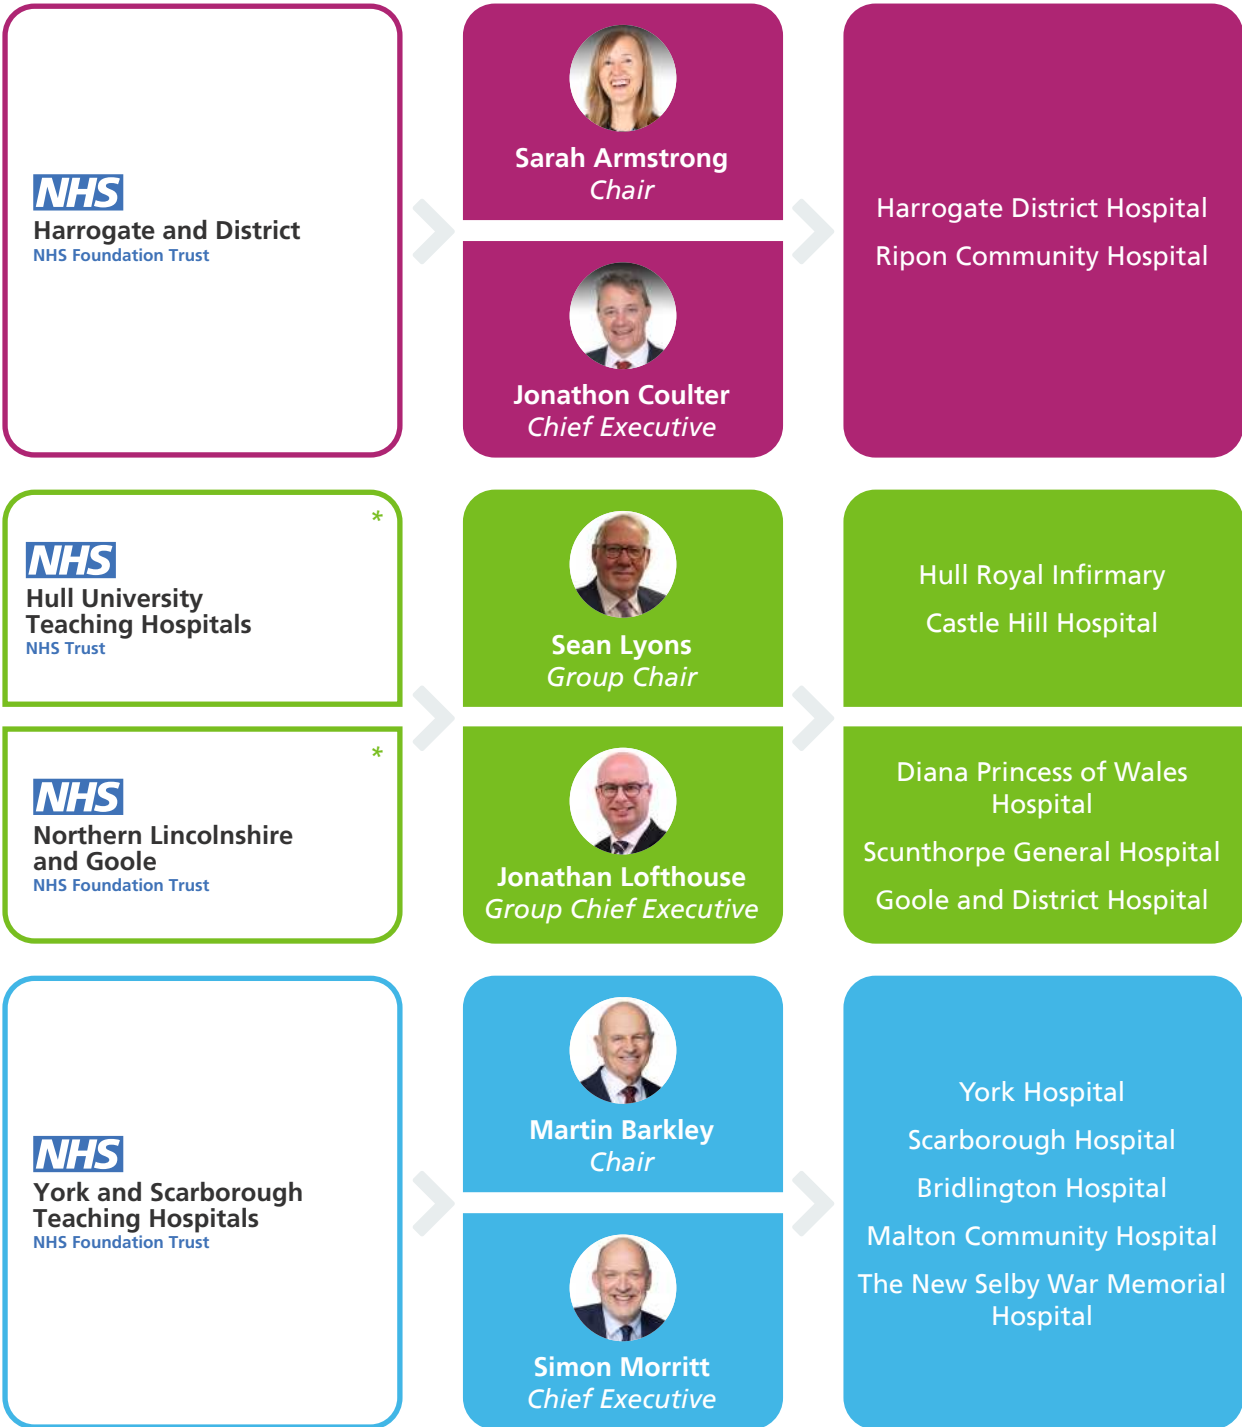 NHS
Harrogate and District
NHS Foundation Trust
Sarah Armstrong
Chair
Jonathon Coulter
Chief Executive
Harrogate District Hospital
Ripon Community Hospital
*
NHS
Hull University
Teaching Hospitals
NHS Trust
*
NHS
Northern Lincolnshire
and Goole
NHS Foundation Trust
Sean Lyons
Group Chair
Jonathan Lofthouse
Group Chief Executive
Hull Royal Infirmary
Castle Hill Hospital
Diana Princess of Wales
Hospital
Scunthorpe General Hospital
Goole and District Hospital
NHS
York and Scarborough
Teaching Hospitals
NHS Foundation Trust
Martin Barkley
Chair
Simon Morritt
Chief Executive
York Hospital
Scarborough Hospital
Bridlington Hospital
Malton Community Hospital
The New Selby War Memorial
Hospital